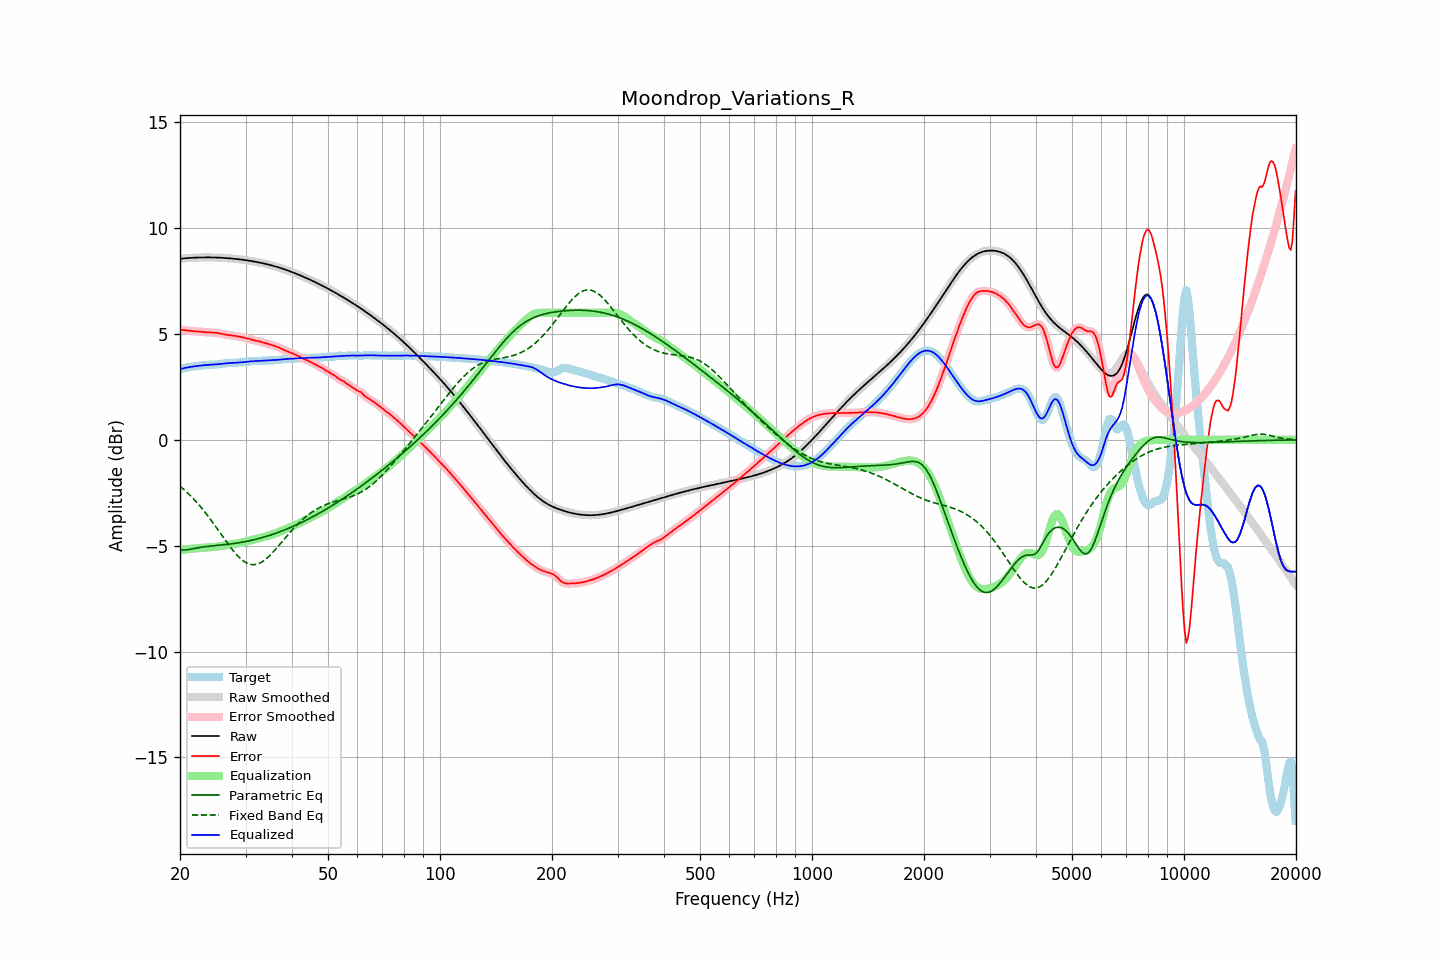 Moondrop_Variations_R
Amplitude (dBr)
15
10
5
0
−5
−10
−15
Target
Raw Smoothed
Error Smoothed
Raw
Error
Equalization
Parametric Eq
Fixed Band Eq
Equalized
20 50 100 200 500 1000 2000 5000 10000 20000
Frequency (Hz)